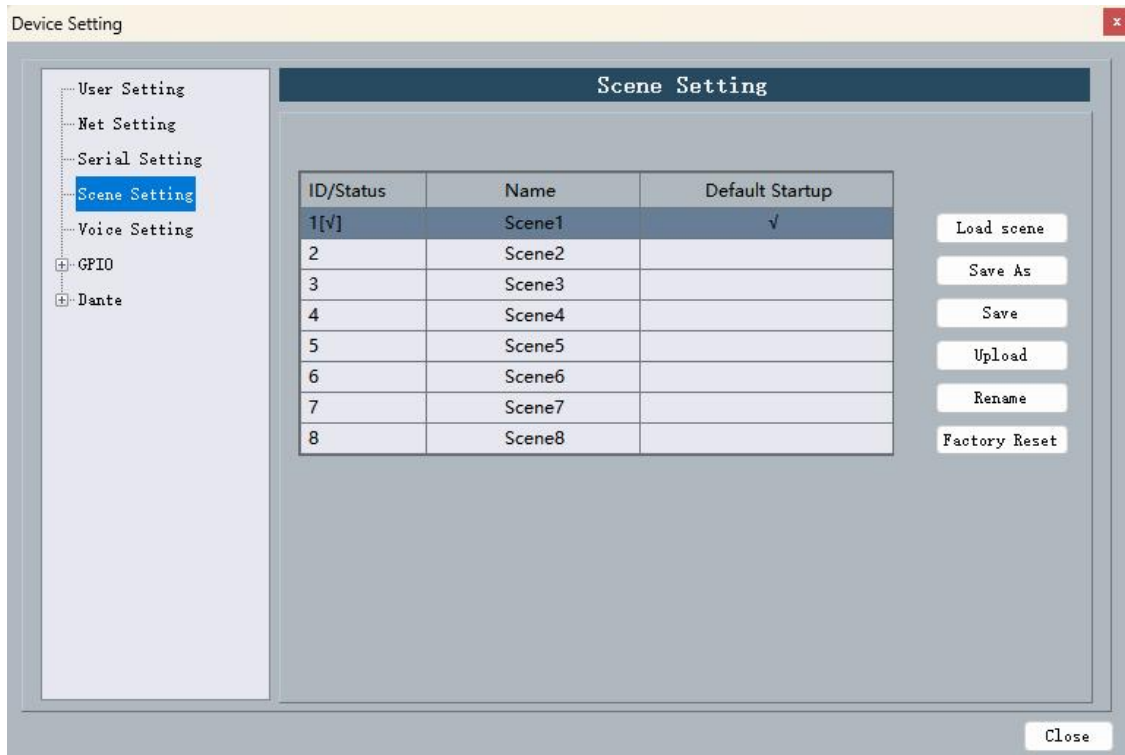 Device Setting
x
User Setting
Net Setting
Serial Setting
Scene Setting
Voice Setting
GPIO
Dante
Scene Setting
ID/Status Name Default Startup
1[√] Scene1 √
2 Scene2
3 Scene3
4 Scene4
5 Scene5
6 Scene6
7 Scene7
8 Scene8
Load scene
Save As
Save
Upload
Rename
Factory Reset
Close